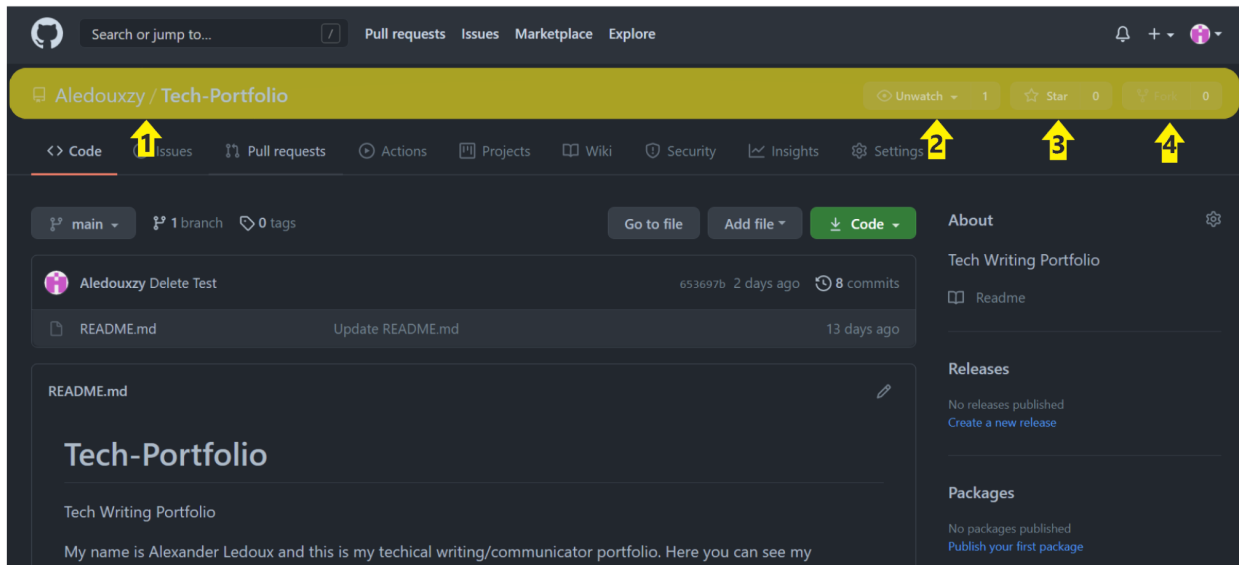 Search or jump to... / Pull requests Issues Marketplace Explore
Aledouxzy / Tech-Portfolio Unwatch 1 Star 0 Fork 0
1 2 3 4
<> Code Issues Pull requests Actions Projects Wiki Security Insights Settings
main 1 branch 0 tags Go to file Add file Code About
Tech Writing Portfolio
Aledouxzy Delete Test 653697b 2 days ago 8 commits
Readme
README.md Update README.md 13 days ago
Releases
README.md
No releases published
Create a new release
Tech-Portfolio
Packages
Tech Writing Portfolio
No packages published
Publish your first package
My name is Alexander Ledoux and this is my techical writing/communicator portfolio. Here you can see my